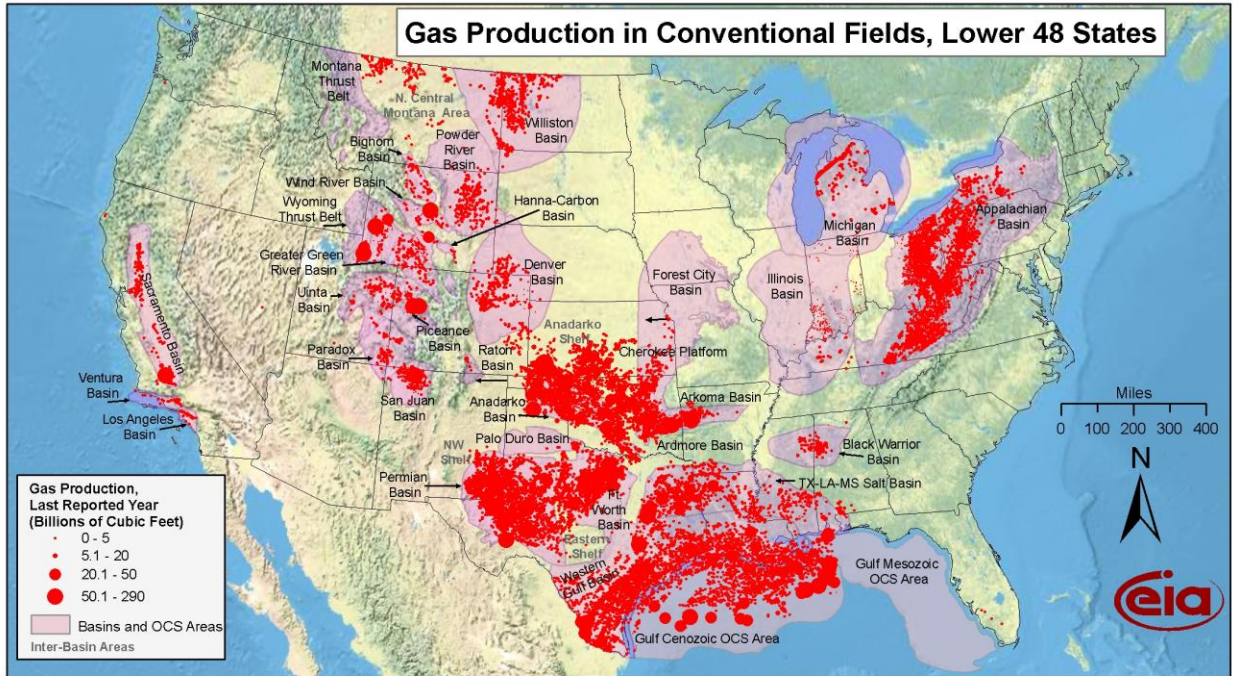 Gas Production in Conventional Fields, Lower 48 States
Montana
Thrust
Belt
N. Central
Montana Area
Williston
Basin
Bighorn
Basin
Powder
River
Basin
Wind River Basin
Wyoming
Thrust Belt
Hanna-Carbon
Basin
Greater Green
River Basin
Denver
Basin
Uinta
Basin
Piceance
Basin
Paradox
Basin
San Juan
Basin
Raton
Basin
Sacramento Basin
Ventura
Basin
Los Angeles
Basin
Forest City
Basin
Illinois
Basin
Michigan
Basin
Appalachian
Basin
Anadarko
Shelf
Cherokee Platform
Anadarko
Basin
Arkoma Basin
Palo Duro Basin
Ardmore Basin
Black Warrior
Basin
NW
Shelf
Permian
Basin
Ft.
Worth
Basin
TX-LA-MS Salt Basin
Eastern
Shelf
Western
Gulf Basin
Gulf Mesozoic
OCS Area
Gulf Cenozoic OCS Area
Miles
0 100 200 300 400
N
eia
Gas Production,
Last Reported Year
(Billions of Cubic Feet)
0 - 5
5.1 - 20
20.1 - 50
50.1 - 290
Basins and OCS Areas
Inter-Basin Areas